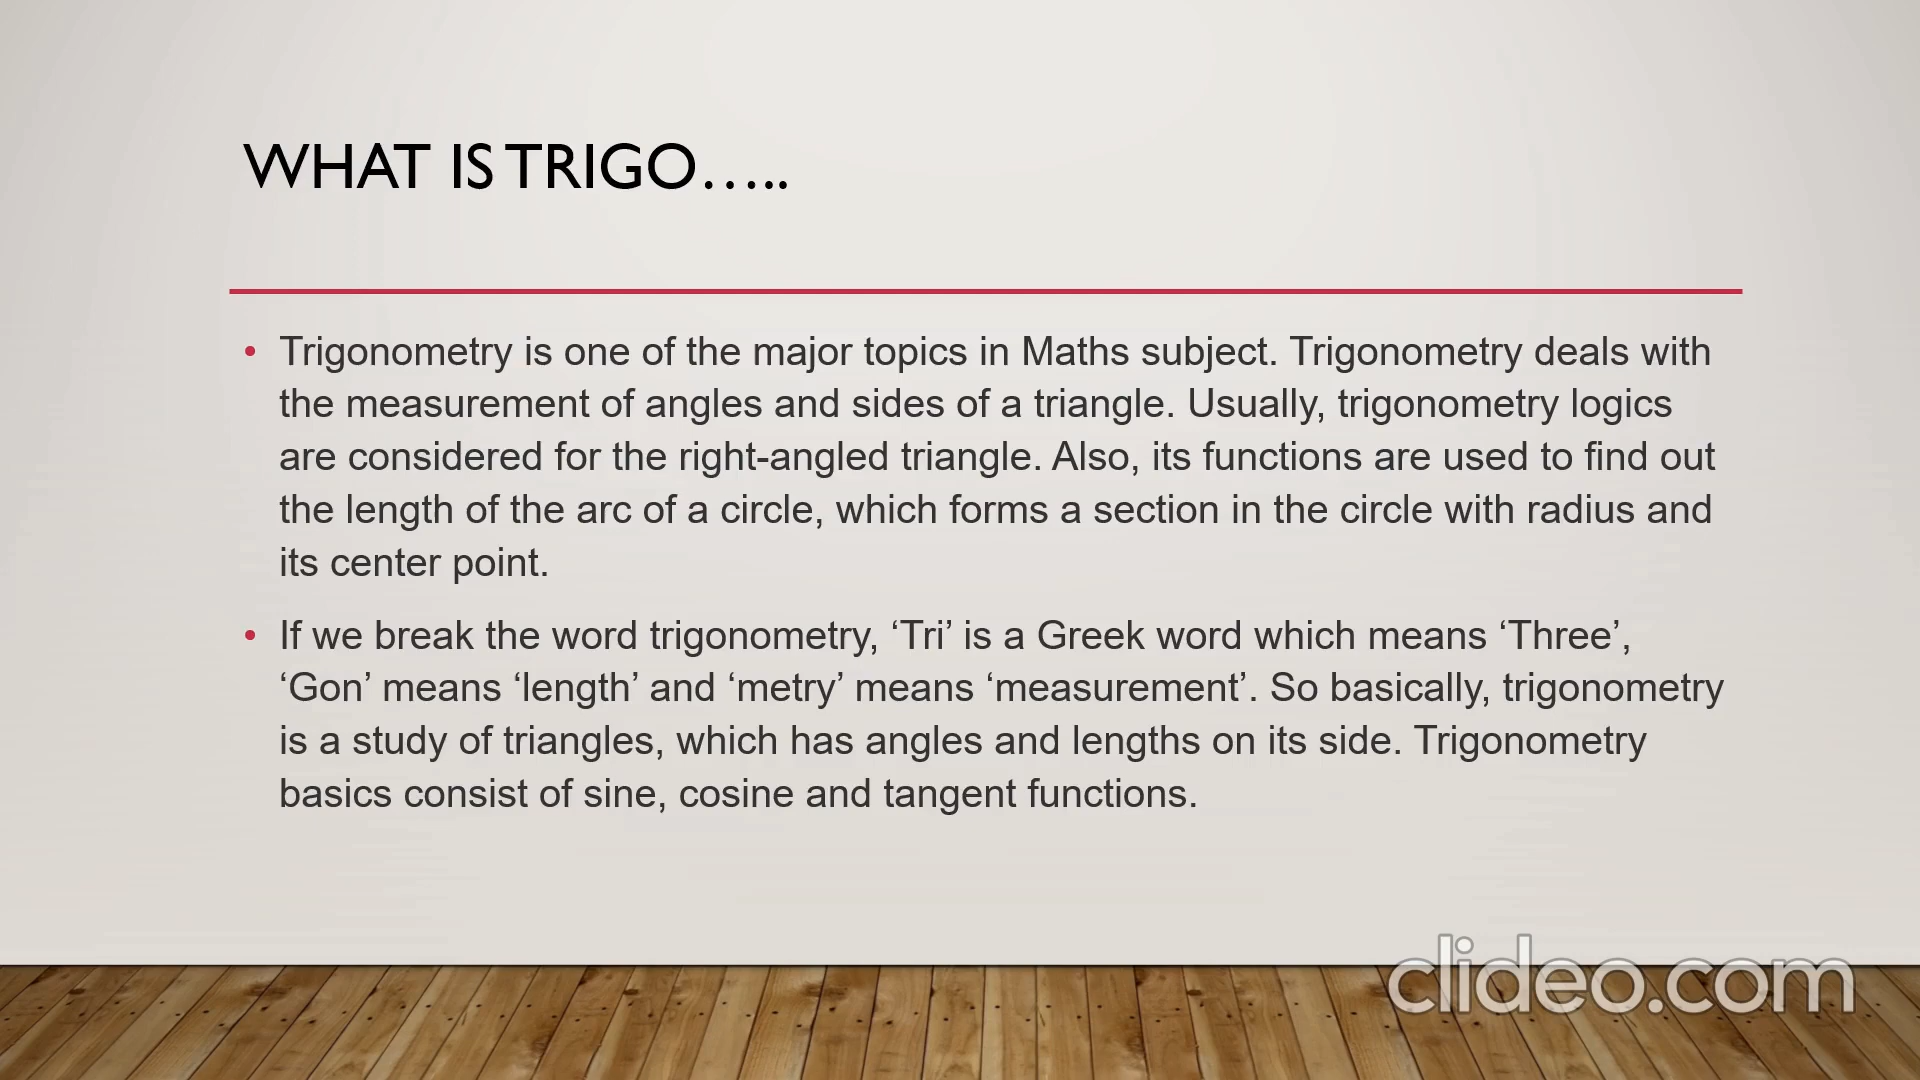 WHAT IS TRIGO…..
• Trigonometry is one of the major topics in Maths subject. Trigonometry deals with
the measurement of angles and sides of a triangle. Usually, trigonometry logics
are considered for the right-angled triangle. Also, its functions are used to find out
the length of the arc of a circle, which forms a section in the circle with radius and
its center point.
• If we break the word trigonometry, ‘Tri’ is a Greek word which means ‘Three’,
‘Gon’ means ‘length’ and ‘metry’ means ‘measurement’. So basically, trigonometry
is a study of triangles, which has angles and lengths on its side. Trigonometry
basics consist of sine, cosine and tangent functions.
clideo.com